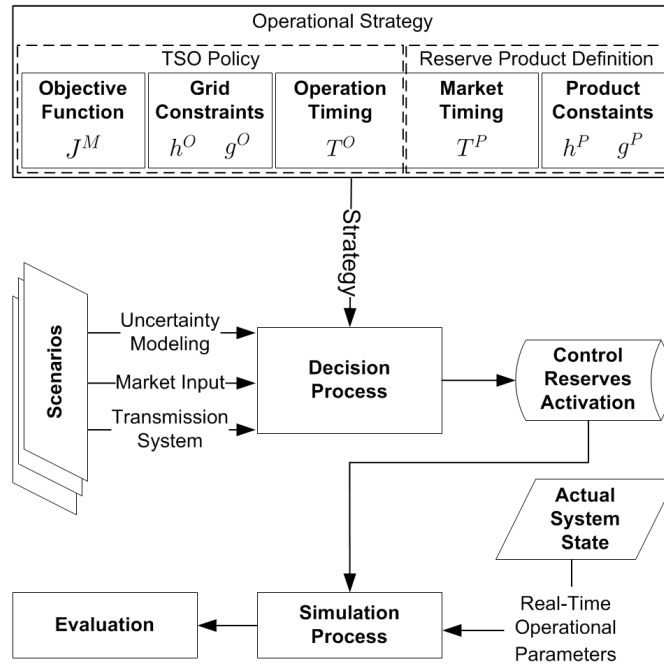 Operational Strategy
TSO Policy
Reserve Product Definition
Objective
Function
J^M
Grid
Constraints
h^O g^O
Operation
Timing
T^O
Market
Timing
T^P
Product
Constaints
h^P g^P
Strategy
Scenarios
Uncertainty
Modeling
Market Input
Transmission
System
Decision
Process
Control
Reserves
Activation
Actual
System
State
Real-Time
Operational
Parameters
Simulation
Process
Evaluation